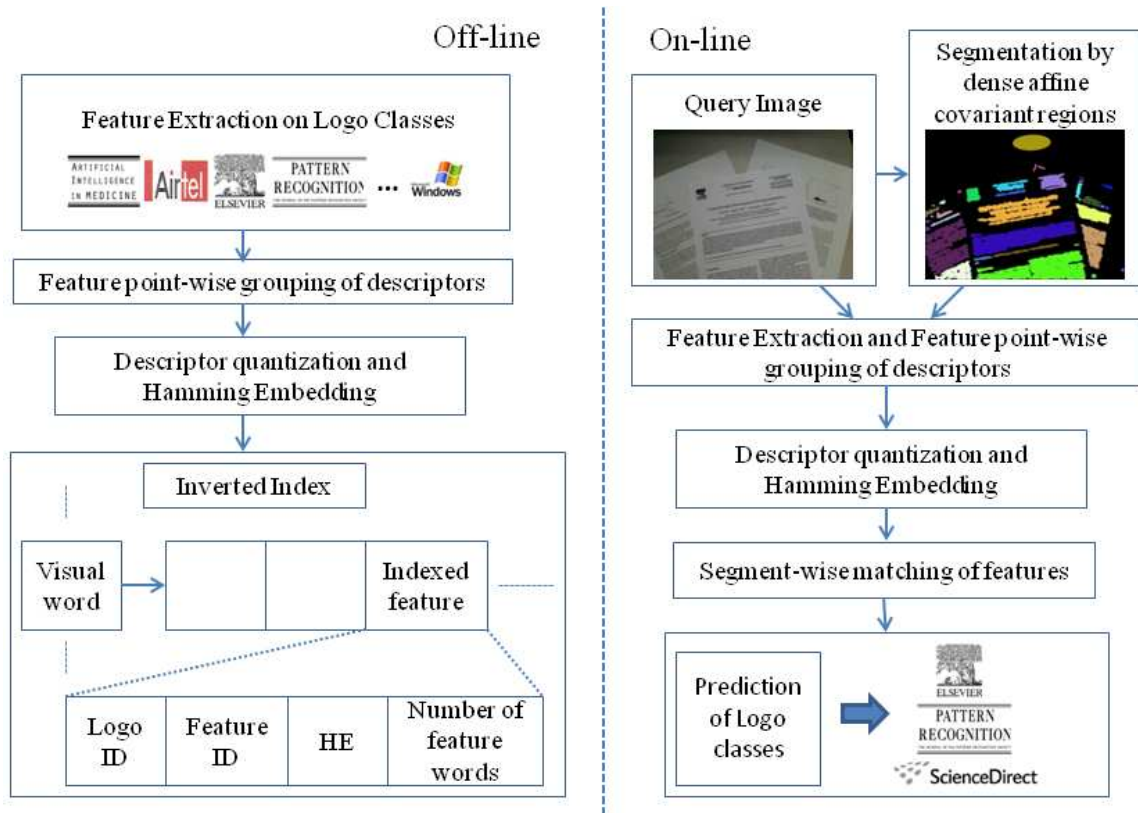 Off-line
Feature Extraction on Logo Classes
ARTIFICIAL
INTELLIGENCE
IN MEDICINE
Airtel
ELSEVIER
PATTERN
RECOGNITION
...
Windows
Feature point-wise grouping of descriptors
Descriptor quantization and
Hamming Embedding
Inverted Index
Visual
word
Indexed
feature
Logo
ID
Feature
ID
HE
Number of
feature
words
On-line
Query Image
Segmentation by
dense affine
covariant regions
Feature Extraction and Feature point-wise
grouping of descriptors
Descriptor quantization and
Hamming Embedding
Segment-wise matching of features
Prediction
of Logo
classes
ELSEVIER
PATTERN
RECOGNITION
ScienceDirect